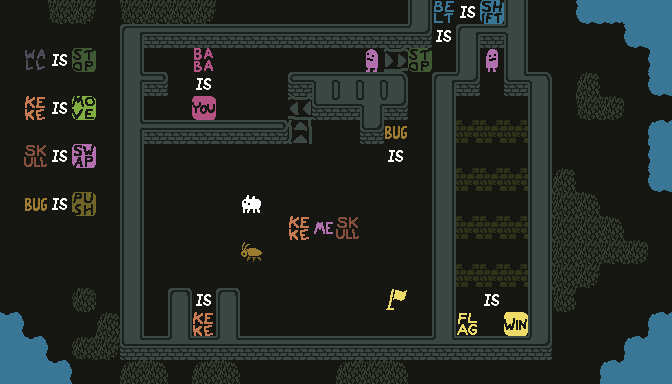 BELT IS SHIFT
IS
WALL IS STOP
BABA
STOP
IS
KEKE IS MOVE
YOU
BUG
SKULL IS SWAP
IS
BUG IS PUSH
KEKE ME SKULL
IS
IS
KEKE
FLAG WIN